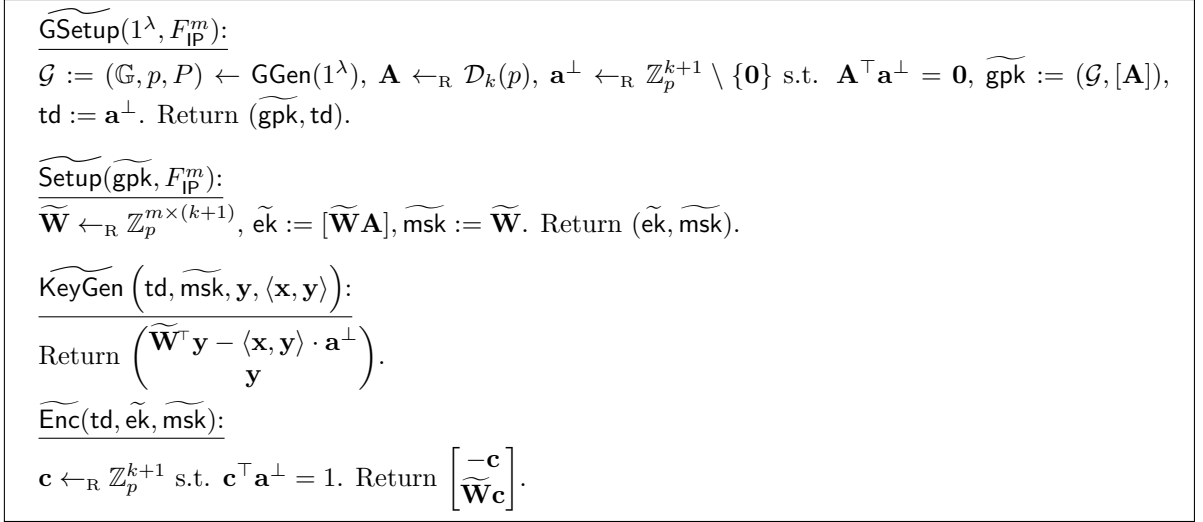 $\widetilde{\mathsf{GSetup}}(1^\lambda, F_{\mathsf{IP}}^m)$:
$\mathcal{G} := (\mathbb{G}, p, P) \leftarrow \mathsf{GGen}(1^\lambda)$, $\mathbf{A} \leftarrow_{\mathrm{R}} \mathcal{D}_k(p)$, $\mathbf{a}^\perp \leftarrow_{\mathrm{R}} \mathbb{Z}_p^{k+1} \setminus \{\mathbf{0}\}$ s.t. $\mathbf{A}^\top \mathbf{a}^\perp = \mathbf{0}$, $\widetilde{\mathsf{gpk}} := (\mathcal{G}, [\mathbf{A}])$,
$\mathsf{td} := \mathbf{a}^\perp$. Return $(\widetilde{\mathsf{gpk}}, \mathsf{td})$.
$\widetilde{\mathsf{Setup}}(\widetilde{\mathsf{gpk}}, F_{\mathsf{IP}}^m)$:
$\widetilde{\mathbf{W}} \leftarrow_{\mathrm{R}} \mathbb{Z}_p^{m \times (k+1)}$, $\widetilde{\mathsf{ek}} := [\widetilde{\mathbf{W}}\mathbf{A}], \widetilde{\mathsf{msk}} := \widetilde{\mathbf{W}}$. Return $(\widetilde{\mathsf{ek}}, \widetilde{\mathsf{msk}})$.
$\widetilde{\mathsf{KeyGen}}\left(\mathsf{td}, \widetilde{\mathsf{msk}}, \mathbf{y}, \langle \mathbf{x}, \mathbf{y} \rangle\right)$:
Return $\begin{pmatrix} \widetilde{\mathbf{W}}^\top \mathbf{y} - \langle \mathbf{x}, \mathbf{y} \rangle \cdot \mathbf{a}^\perp \\ \mathbf{y} \end{pmatrix}$.
$\widetilde{\mathsf{Enc}}(\mathsf{td}, \widetilde{\mathsf{ek}}, \widetilde{\mathsf{msk}})$:
$\mathbf{c} \leftarrow_{\mathrm{R}} \mathbb{Z}_p^{k+1}$ s.t. $\mathbf{c}^\top \mathbf{a}^\perp = 1$. Return $\begin{bmatrix} -\mathbf{c} \\ \widetilde{\mathbf{W}}\mathbf{c} \end{bmatrix}$.